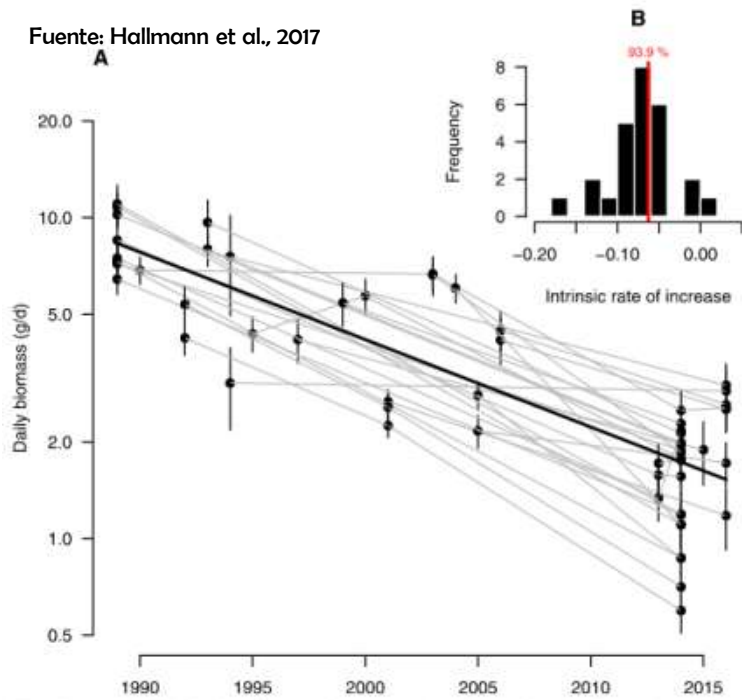 Fuente: Hallmann et al., 2017
A
Daily biomass (g/d)
20.0
10.0
5.0
2.0
1.0
0.5
1990 1995 2000 2005 2010 2015
B
93.9 %
Frequency
8
6
4
2
0
−0.20 −0.10 0.00
Intrinsic rate of increase